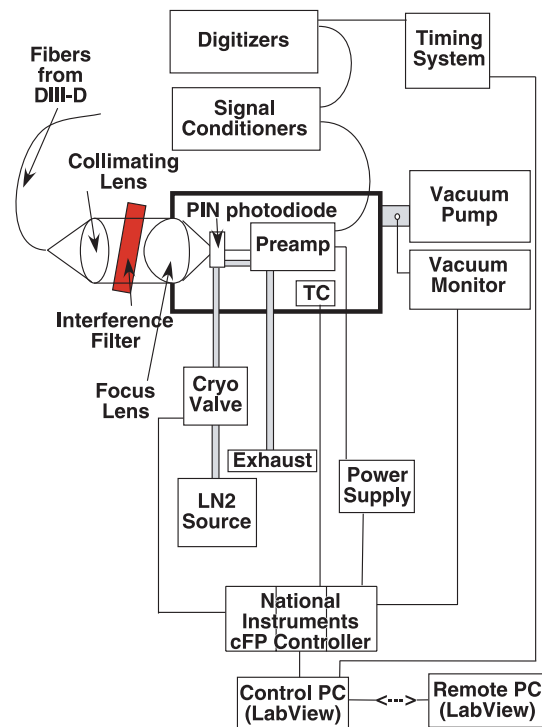 Fibers
from
DIII-D
Digitizers
Timing
System
Signal
Conditioners
Collimating
Lens
PIN photodiode
Preamp
Vacuum
Pump
TC
Vacuum
Monitor
Interference
Filter
Focus
Lens
Cryo
Valve
Exhaust
LN2
Source
Power
Supply
National
Instruments
cFP Controller
Control PC
(LabView)
<--->
Remote PC
(LabView)